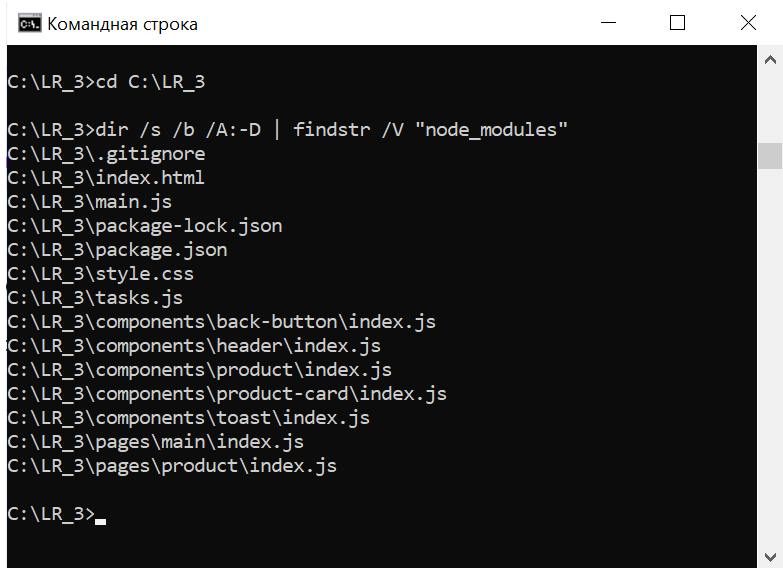 Командная строка
C:\LR_3>cd C:\LR_3
C:\LR_3>dir /s /b /A:-D | findstr /V "node_modules"
C:\LR_3\.gitignore
C:\LR_3\index.html
C:\LR_3\main.js
C:\LR_3\package-lock.json
C:\LR_3\package.json
C:\LR_3\style.css
C:\LR_3\tasks.js
C:\LR_3\components\back-button\index.js
C:\LR_3\components\header\index.js
C:\LR_3\components\product\index.js
C:\LR_3\components\product-card\index.js
C:\LR_3\components\toast\index.js
C:\LR_3\pages\main\index.js
C:\LR_3\pages\product\index.js
C:\LR_3>